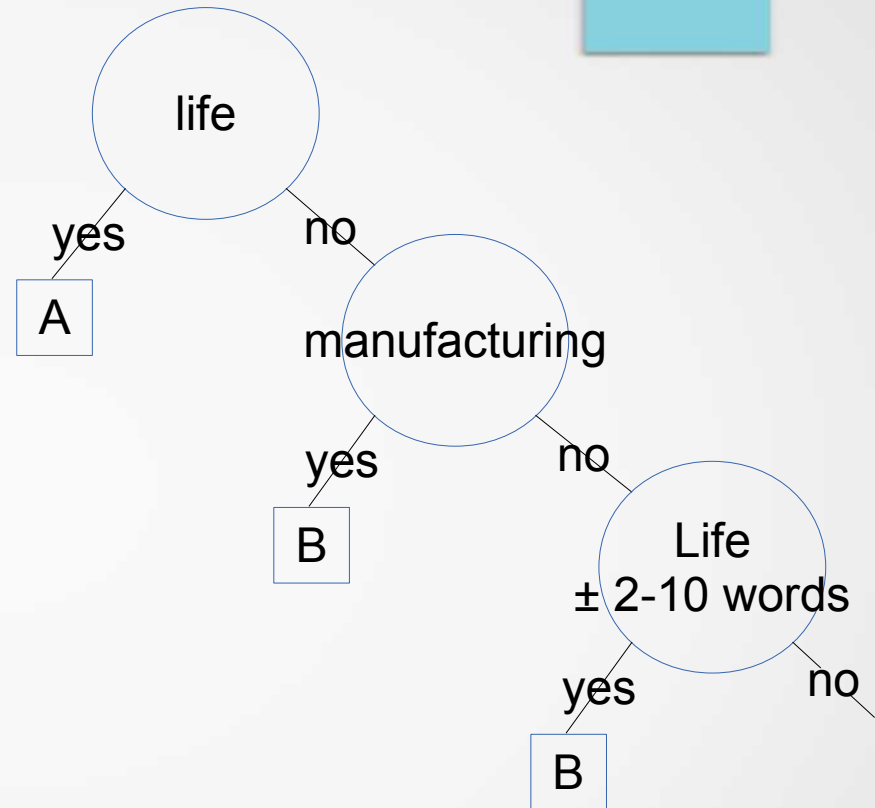 life
yes
no
A
manufacturing
yes
no
B
Life
± 2-10 words
yes
no
B